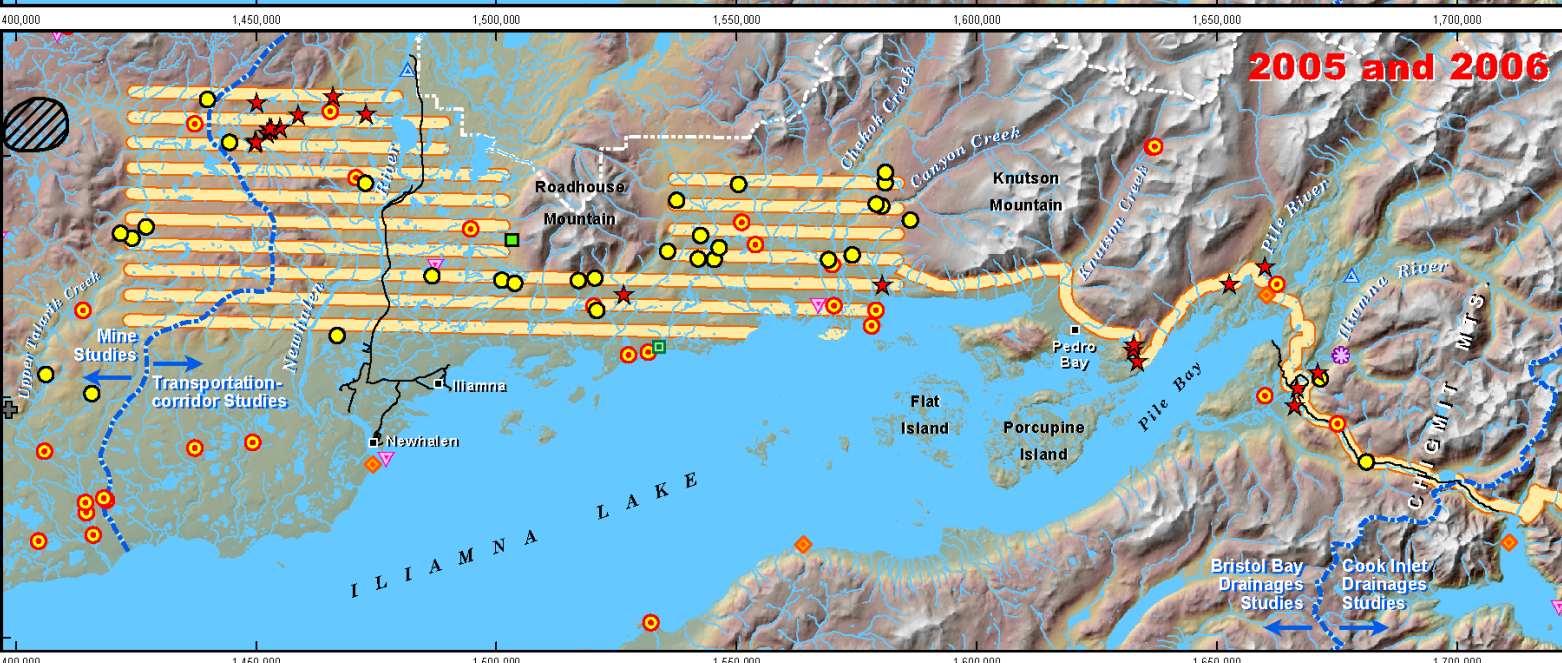 400,000 1,450,000 1,500,000 1,550,000 1,600,000 1,650,000 1,700,000
2005 and 2006
Chekok Creek
Canyon Creek
River
Roadhouse
Mountain
Knutson
Mountain
Knutson Creek
Pile River
Iliamna River
Upper Talarik Creek
Newhalen
Mine
Studies
Transportation-
corridor Studies
Iliamna
Newhalen
Pedro
Bay
Pile Bay
Flat
Island
Porcupine
Island
CHIGMIT MTS
ILIAMNA LAKE
Bristol Bay
Drainages
Studies
Cook Inlet
Drainages
Studies
400,000 1,450,000 1,500,000 1,550,000 1,600,000 1,650,000 1,700,000